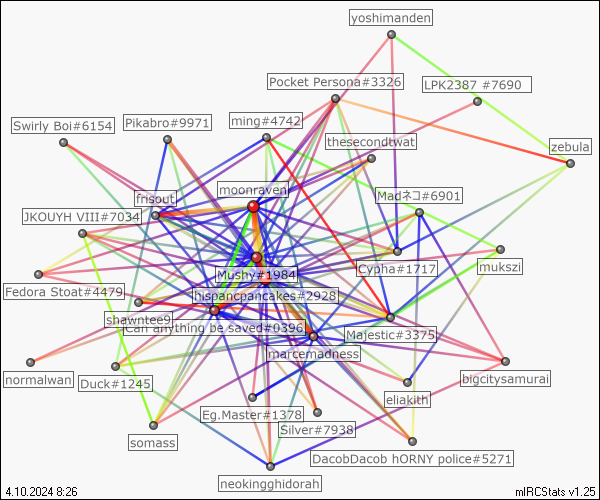 yoshimanden
Pocket Persona#3326
LPK2387_#7690
Swirly Boi#6154
Pikabro#9971
ming#4742
thesecondtwat
zebula
frisout
moonraven
Madネコ#6901
JKOUYH VIII#7034
Mushy#1984
Cypha#1717
mukszi
Fedora Stoat#4479
hispancpancakes#2928
shawntee9
Can anything be saved#0396
Majestic#3375
marcemadness
normalwan
Duck#1245
bigcitysamurai
eliakith
Eg.Master#1378
Silver#7938
somass
DacobDacob hORNY police#5271
neokingghidorah
4.10.2024 8:26
mIRCStats v1.25